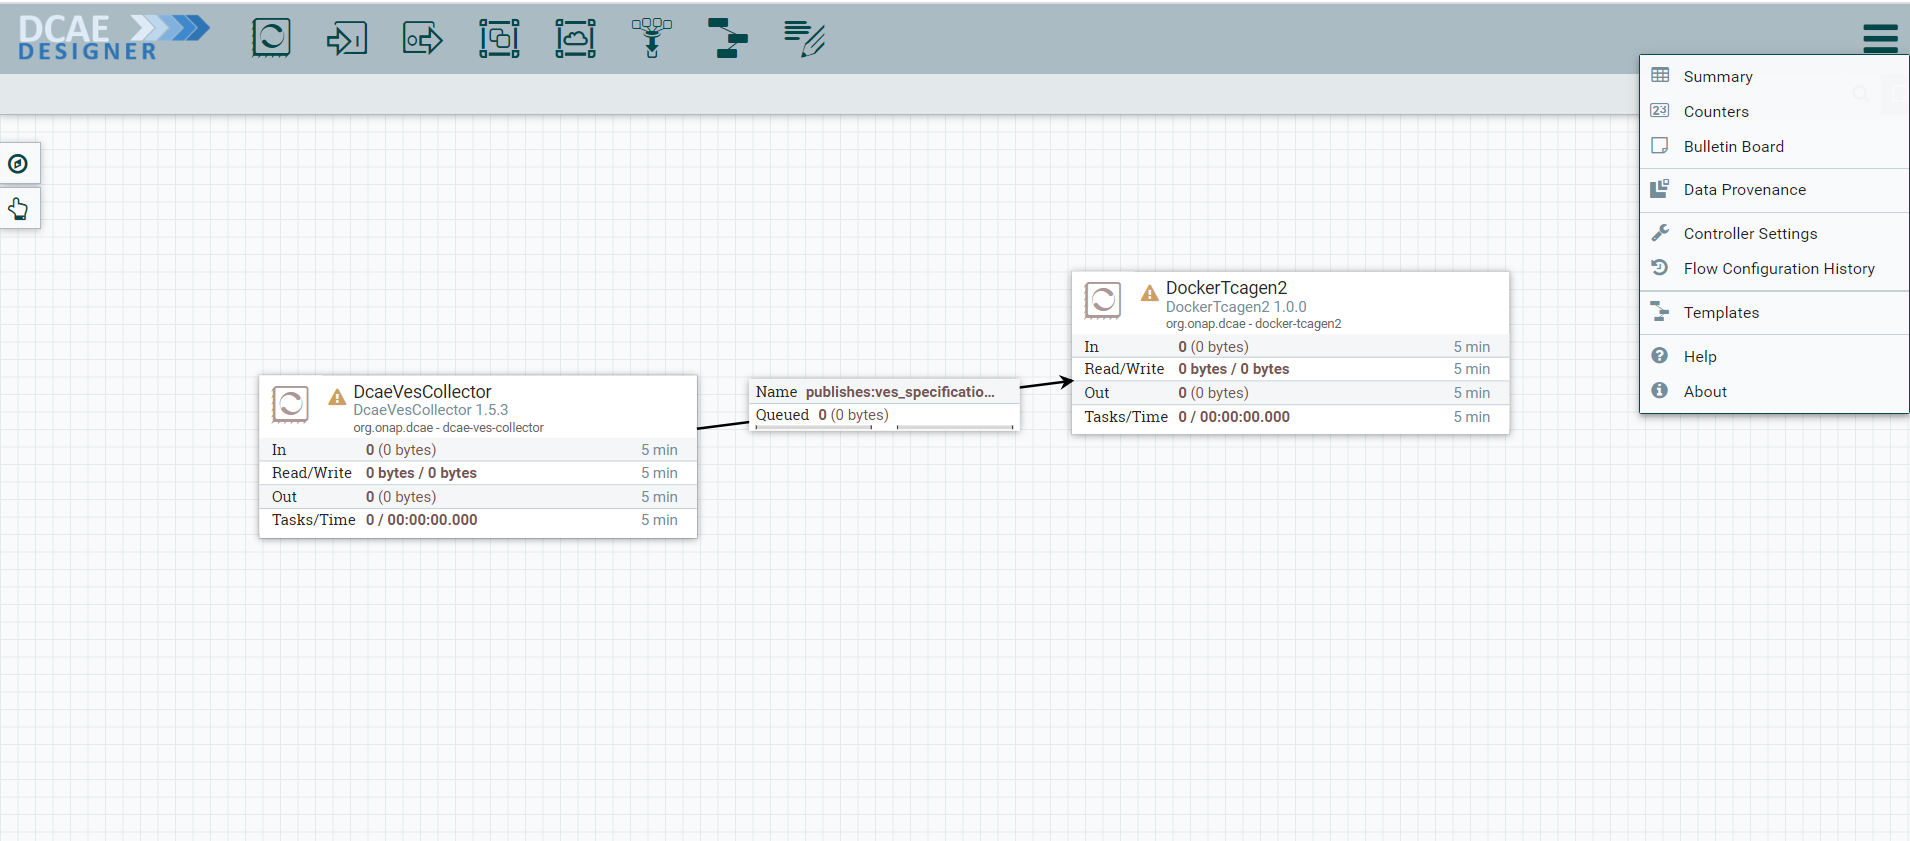 DCAE
DESIGNER
Summary
23
Counters
Bulletin Board
Data Provenance
Controller Settings
Flow Configuration History
Templates
Help
About
DockerTcagen2
DockerTcagen2 1.0.0
org.onap.dcae - docker-tcagen2
In 0 (0 bytes) 5 min
Read/Write 0 bytes / 0 bytes 5 min
Out 0 (0 bytes) 5 min
Tasks/Time 0 / 00:00:00.000 5 min
Name publishes:ves_specificatio...
Queued 0 (0 bytes)
DcaeVesCollector
DcaeVesCollector 1.5.3
org.onap.dcae - dcae-ves-collector
In 0 (0 bytes) 5 min
Read/Write 0 bytes / 0 bytes 5 min
Out 0 (0 bytes) 5 min
Tasks/Time 0 / 00:00:00.000 5 min